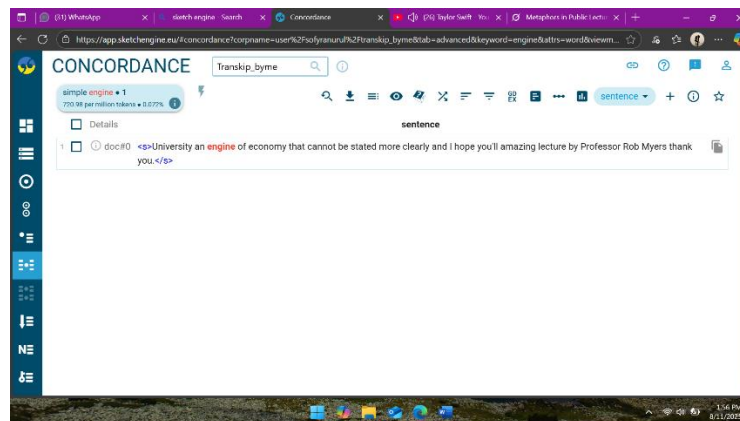 (31) WhatsApp
sketch engine - Search
Concordance
(26) Taylor Swift - You
Metaphors in Public Lectu
https://app.sketchengine.eu/#concordance?corpname=user%2Fsofyranurul%2Ftranskip_byme&tab=advanced&keyword=engine&attrs=word&viewm...
CONCORDANCE
Transkip_byme
simple engine • 1
720.98 per million tokens • 0.072%
sentence
Details
sentence
1 doc#0 <s>University an engine of economy that cannot be stated more clearly and I hope you'll amazing lecture by Professor Rob Myers thank
you.</s>
1:56 PM